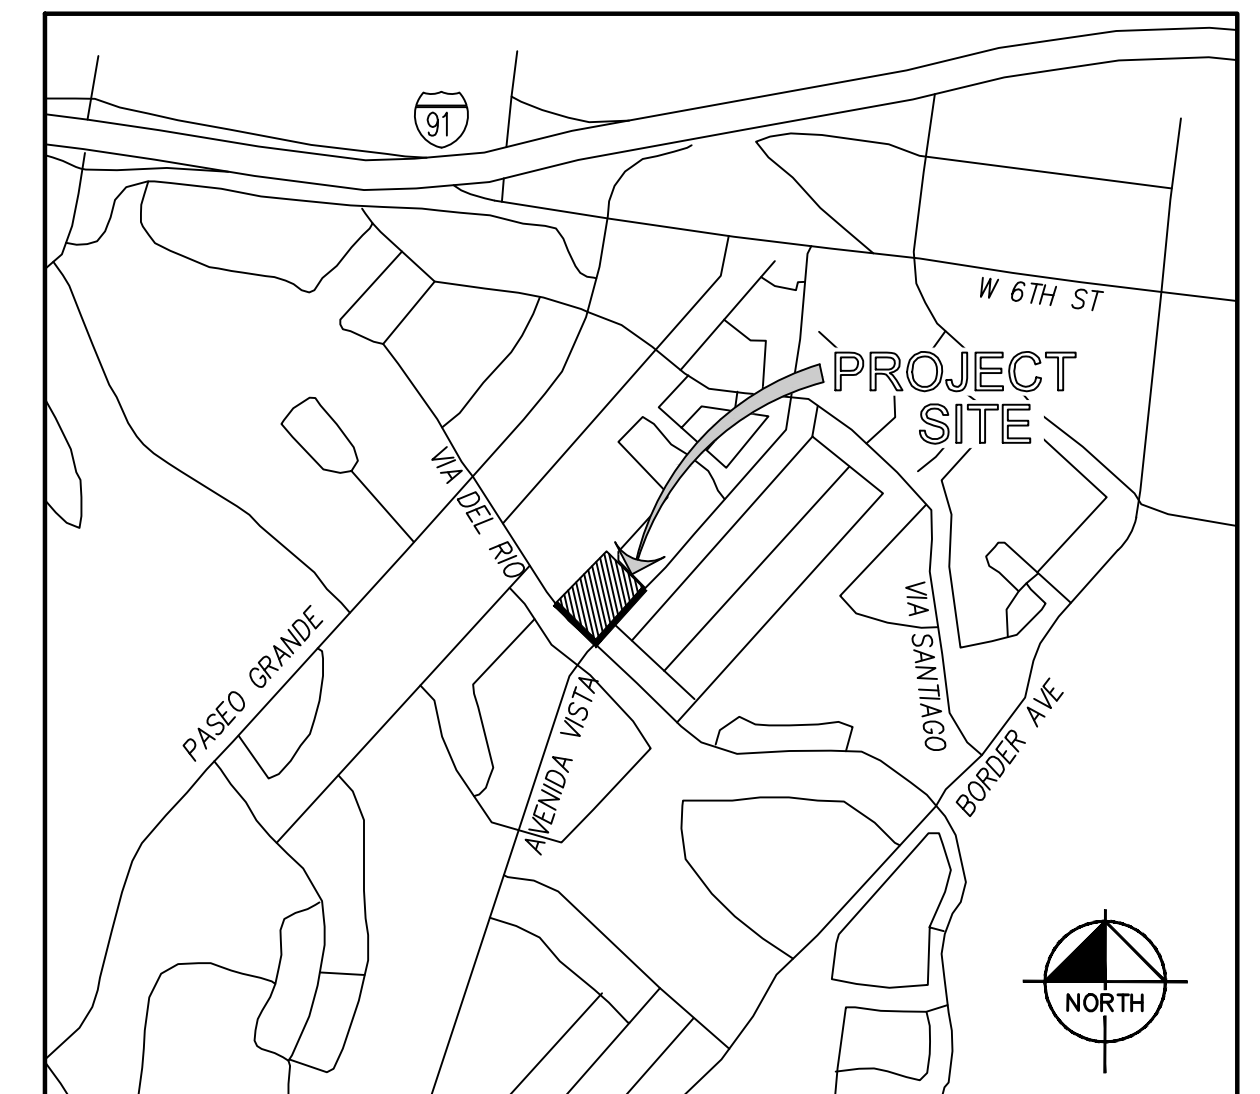 91
W 6TH ST
PROJECT
SITE
VIA DEL RIO
PASEO GRANDE
VIA SANTIAGO
AVENIDA VISTA
BORDER AVE
NORTH